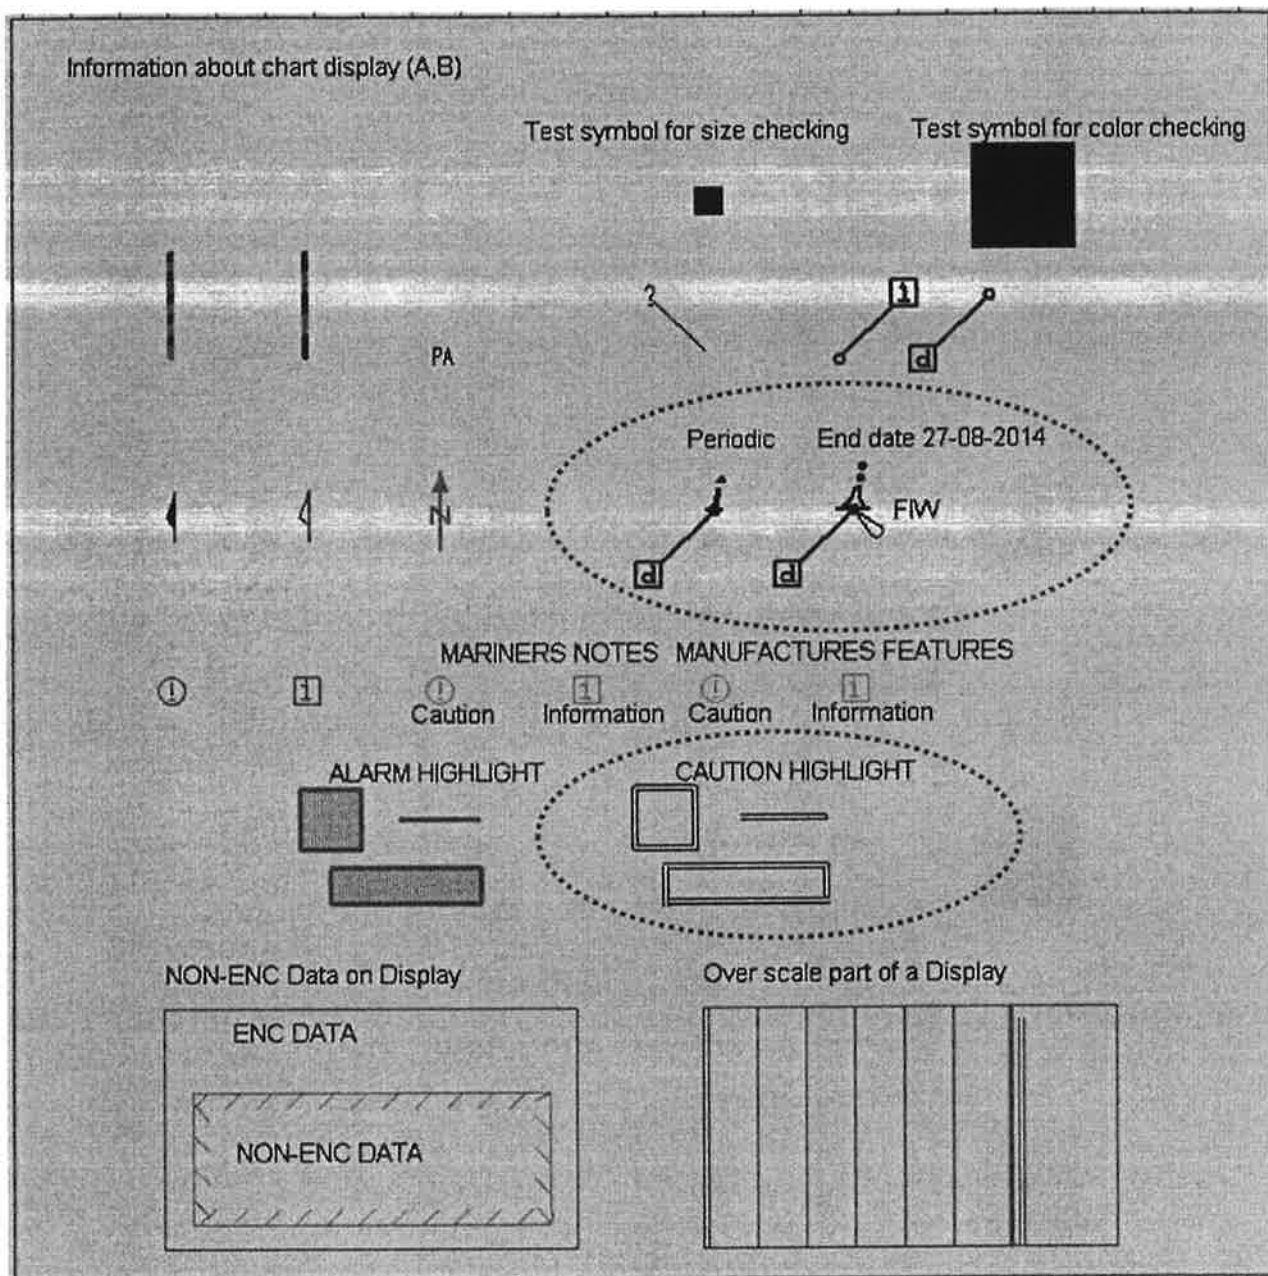 Information about chart display (A,B)
Test symbol for size checking
Test symbol for color checking
?
i
d
PA
Periodic
End date 27-08-2014
N
FlW
d
d
MARINERS NOTES
MANUFACTURES FEATURES
!
i
!
i
!
i
Caution
Information
Caution
Information
ALARM HIGHLIGHT
CAUTION HIGHLIGHT
NON-ENC Data on Display
Over scale part of a Display
ENC DATA
NON-ENC DATA